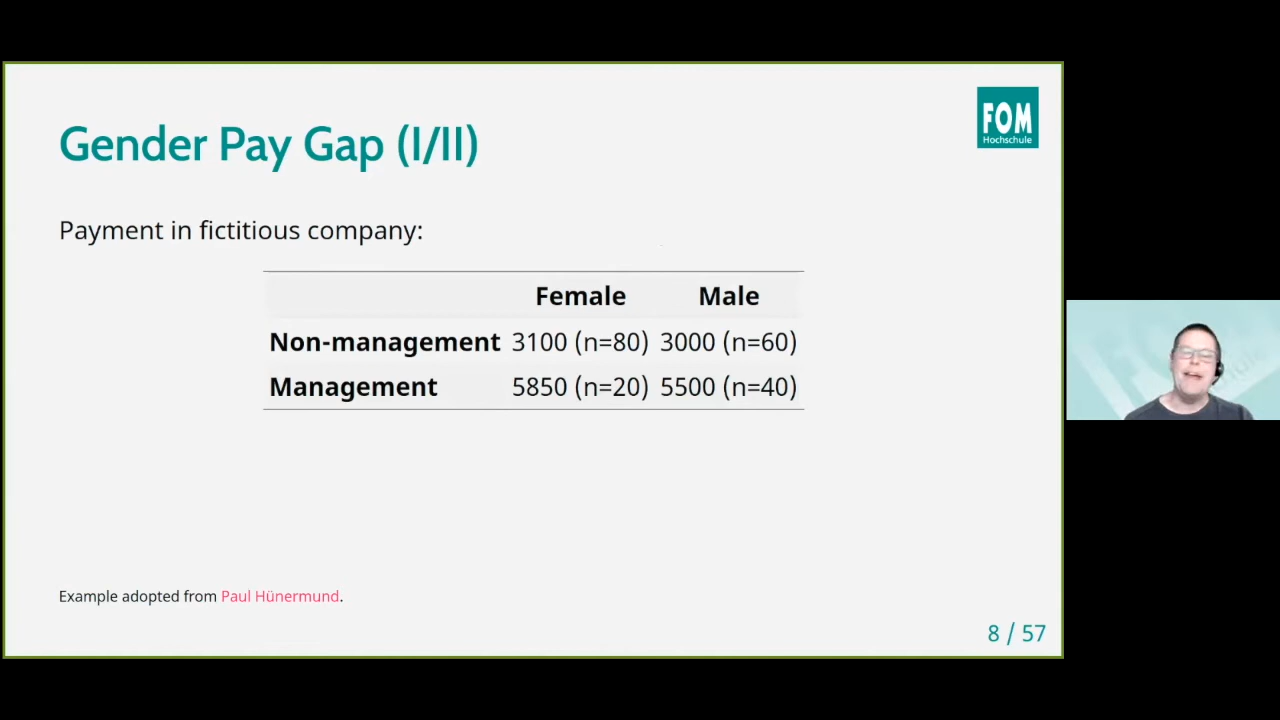 FOM
Hochschule
Gender Pay Gap (I/II)
Payment in fictitious company:
Female Male
Non-management 3100 (n=80) 3000 (n=60)
Management 5850 (n=20) 5500 (n=40)
Example adopted from Paul Hünermund.
8 / 57